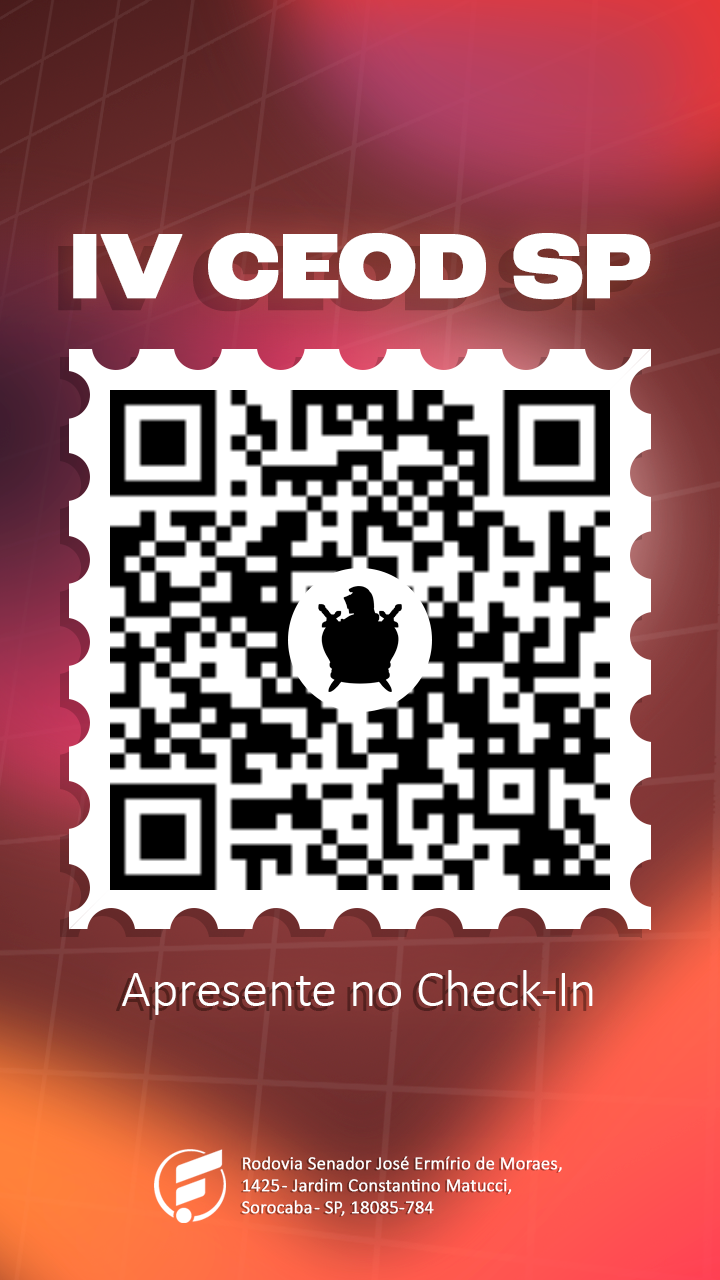 IV CEOD SP
Apresente no Check-In
Rodovia Senador José Ermírio de Moraes,
1425- Jardim Constantino Matucci,
Sorocaba- SP, 18085-784